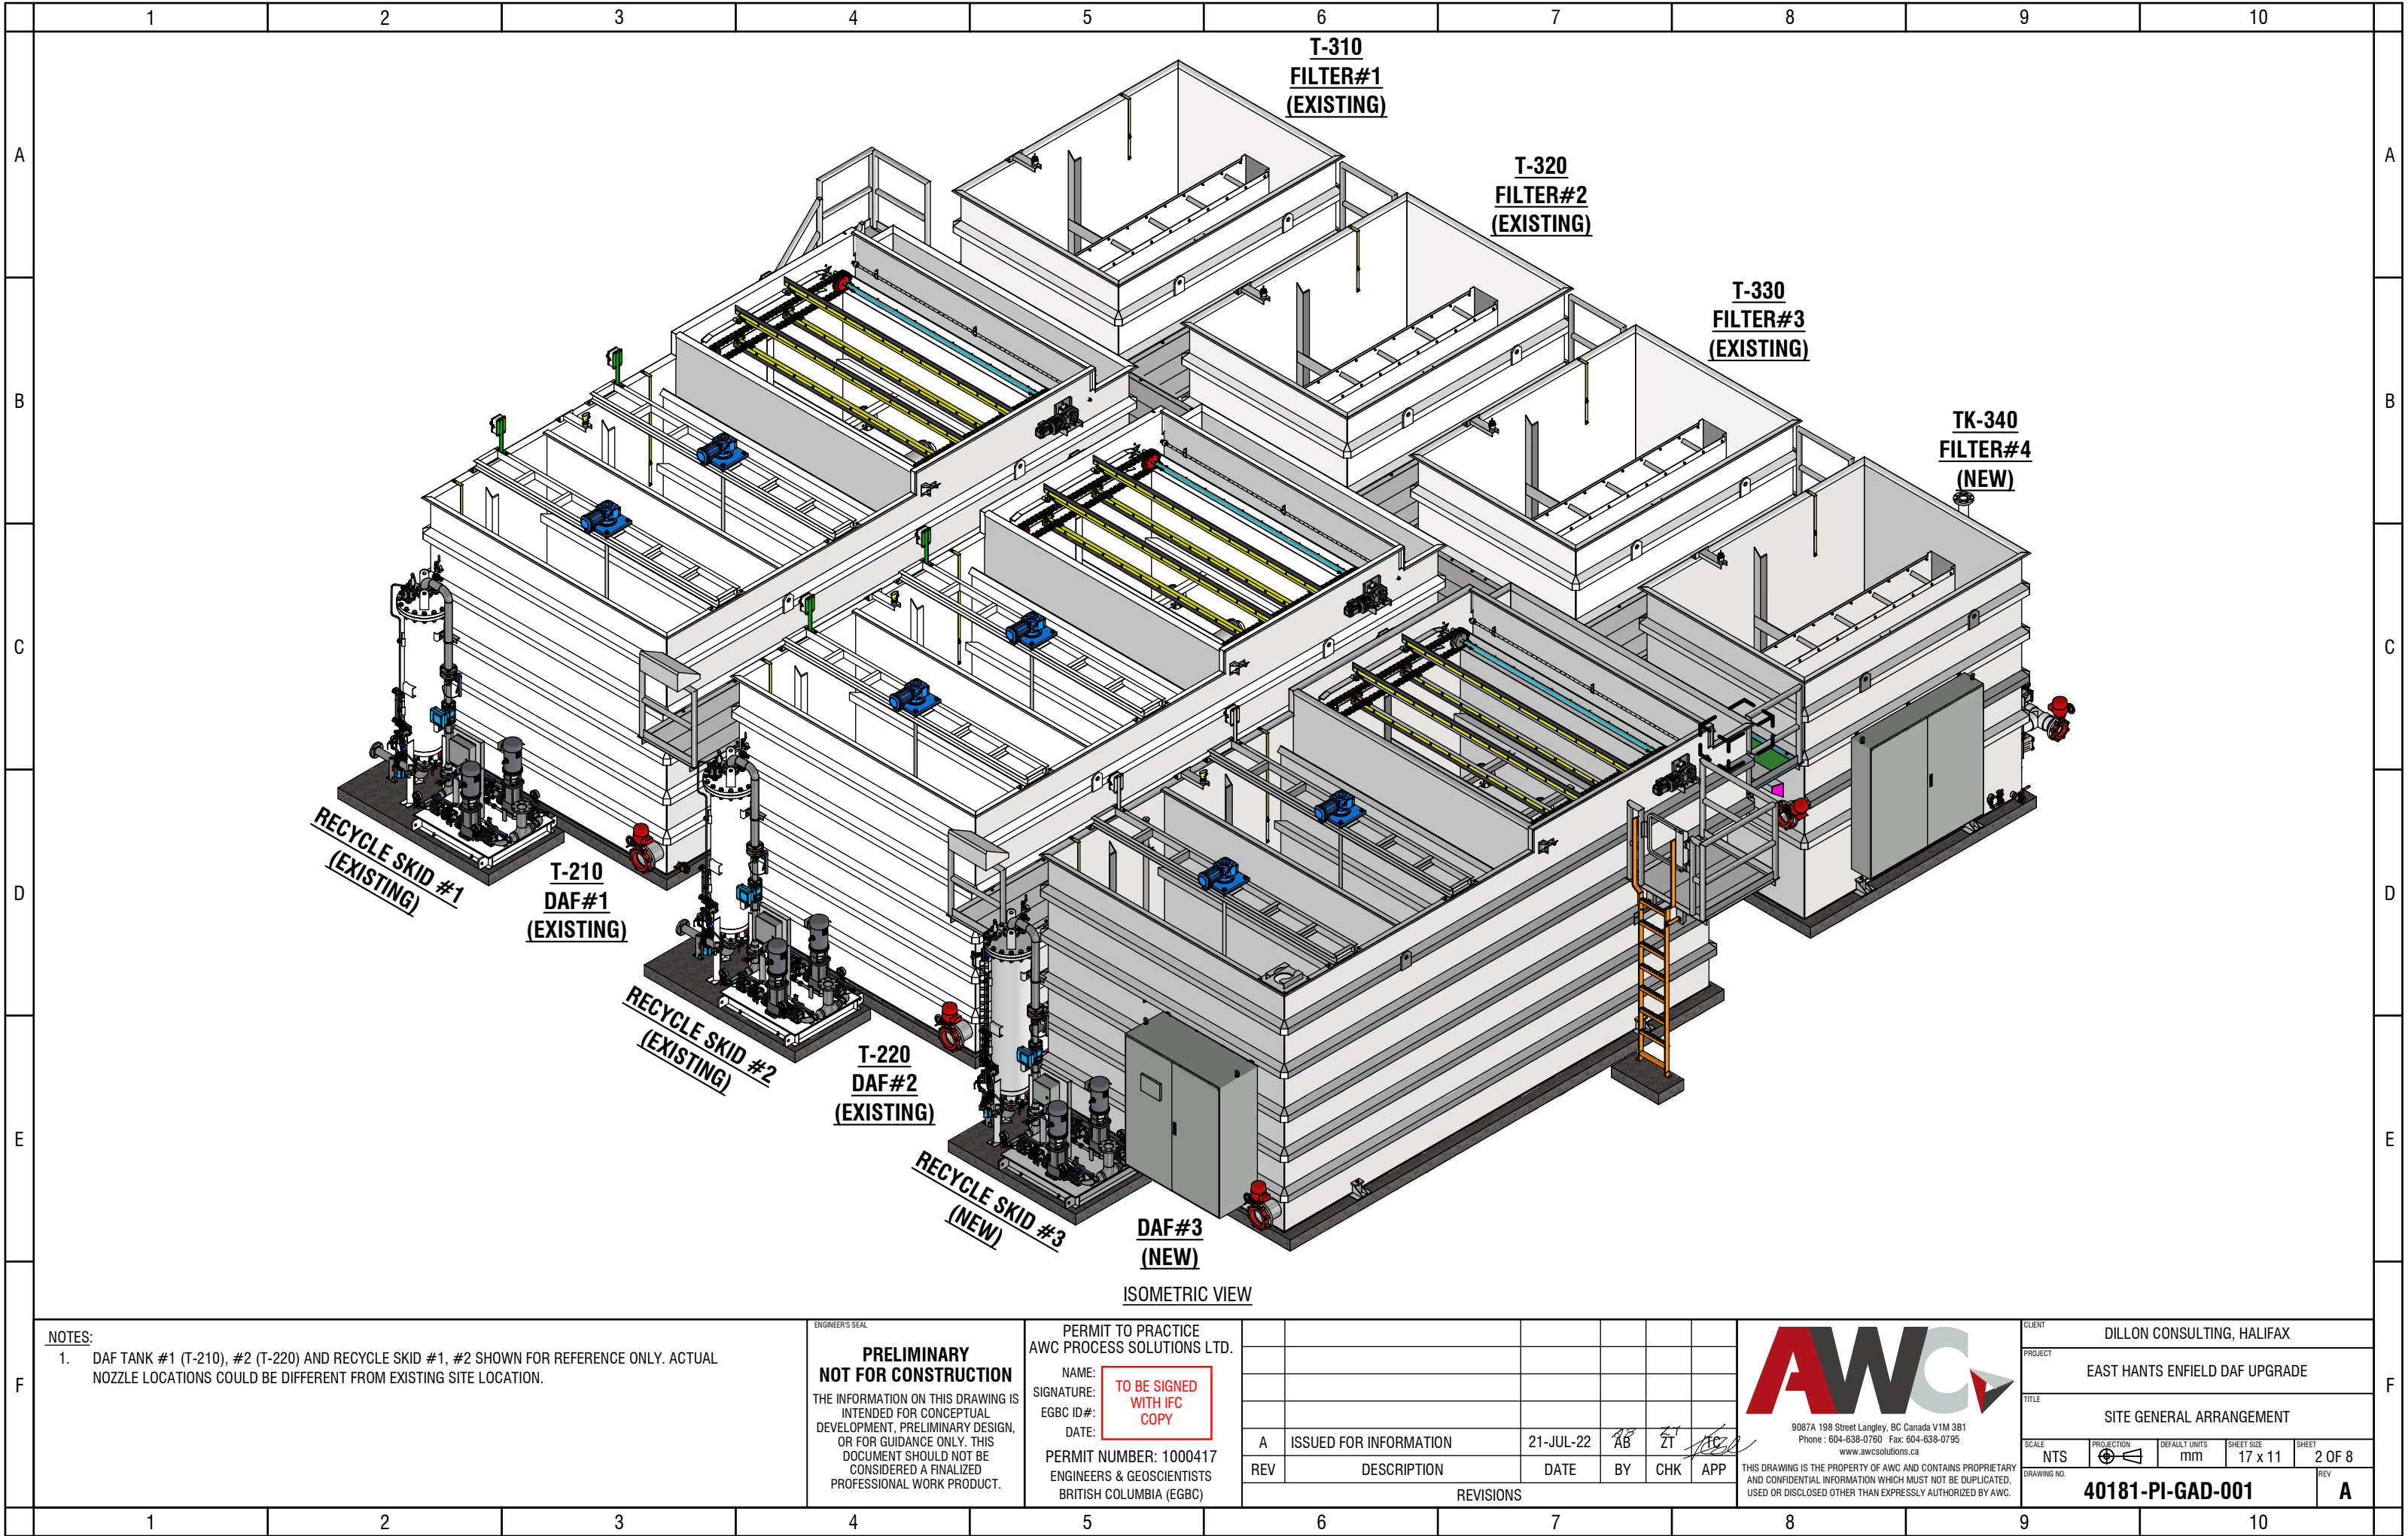 1 2 3 4 5 6 7 8 9 10
A A
B B
C C
D D
E E
F F
T-310
FILTER#1
(EXISTING)
T-320
FILTER#2
(EXISTING)
T-330
FILTER#3
(EXISTING)
TK-340
FILTER#4
(NEW)
RECYCLE SKID #1
(EXISTING)
T-210
DAF#1
(EXISTING)
RECYCLE SKID #2
(EXISTING)
T-220
DAF#2
(EXISTING)
RECYCLE SKID #3
(NEW)
DAF#3
(NEW)
ISOMETRIC VIEW
NOTES:
1. DAF TANK #1 (T-210), #2 (T-220) AND RECYCLE SKID #1, #2 SHOWN FOR REFERENCE ONLY. ACTUAL
NOZZLE LOCATIONS COULD BE DIFFERENT FROM EXISTING SITE LOCATION.
ENGINEER'S SEAL
PRELIMINARY
NOT FOR CONSTRUCTION
THE INFORMATION ON THIS DRAWING IS
INTENDED FOR CONCEPTUAL
DEVELOPMENT, PRELIMINARY DESIGN,
OR FOR GUIDANCE ONLY. THIS
DOCUMENT SHOULD NOT BE
CONSIDERED A FINALIZED
PROFESSIONAL WORK PRODUCT.
PERMIT TO PRACTICE
AWC PROCESS SOLUTIONS LTD.
NAME:
SIGNATURE:
EGBC ID#:
DATE:
TO BE SIGNED
WITH IFC
COPY
PERMIT NUMBER: 1000417
ENGINEERS & GEOSCIENTISTS
BRITISH COLUMBIA (EGBC)
A ISSUED FOR INFORMATION 21-JUL-22 AB ZT TC
REV DESCRIPTION DATE BY CHK APP
REVISIONS
AWC
9087A 198 Street Langley, BC Canada V1M 3B1
Phone : 604-638-0760 Fax: 604-638-0795
www.awcsolutions.ca
THIS DRAWING IS THE PROPERTY OF AWC AND CONTAINS PROPRIETARY
AND CONFIDENTIAL INFORMATION WHICH MUST NOT BE DUPLICATED,
USED OR DISCLOSED OTHER THAN EXPRESSLY AUTHORIZED BY AWC.
CLIENT
DILLON CONSULTING, HALIFAX
PROJECT
EAST HANTS ENFIELD DAF UPGRADE
TITLE
SITE GENERAL ARRANGEMENT
SCALE PROJECTION DEFAULT UNITS SHEET SIZE SHEET
NTS mm 17 x 11 2 OF 8
DRAWING NO. REV
40181-PI-GAD-001 A
1 2 3 4 5 6 7 8 9 10